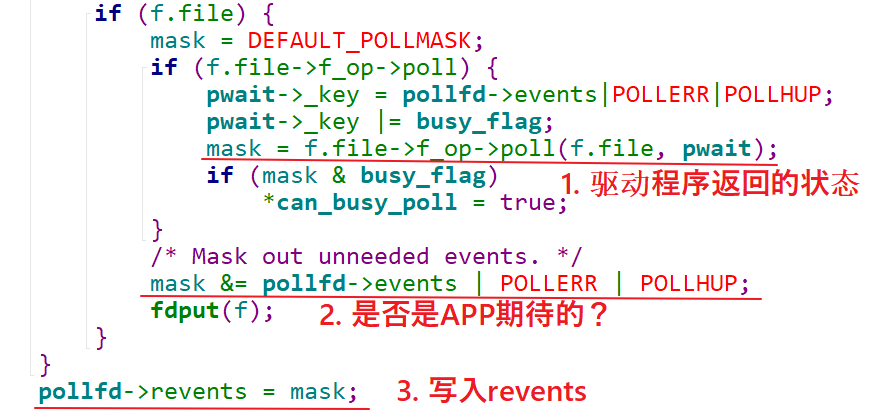 if (f.file) {
mask = DEFAULT_POLLMASK;
if (f.file->f_op->poll) {
pwait->_key = pollfd->events|POLLERR|POLLHUP;
pwait->_key |= busy_flag;
mask = f.file->f_op->poll(f.file, pwait);
if (mask & busy_flag) 1. 驱动程序返回的状态
*can_busy_poll = true;
}
/* Mask out unneeded events. */
mask &= pollfd->events | POLLERR | POLLHUP;
fdput(f); 2. 是否是APP期待的？
}
}
pollfd->revents = mask; 3. 写入revents